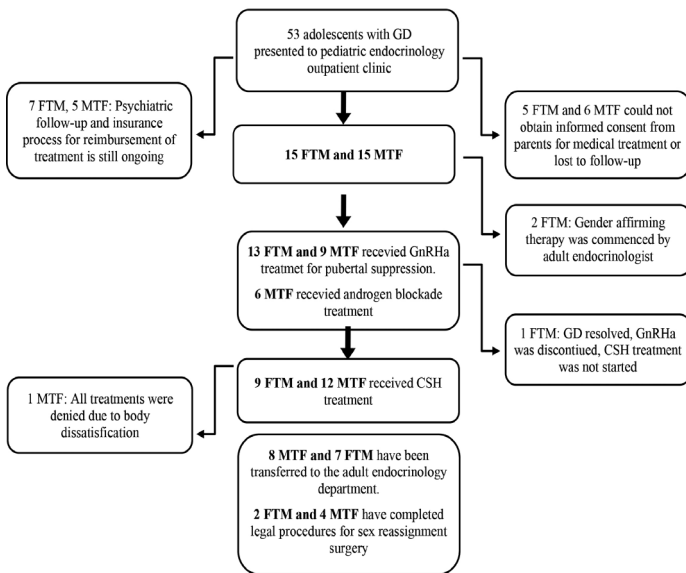 53 adolescents with GD
presented to pediatric endocrinology
outpatient clinic
7 FTM, 5 MTF: Psychiatric
follow-up and insurance
process for reimbursement of
treatment is still ongoing
5 FTM and 6 MTF could not
obtain informed consent from
parents for medical treatment or
lost to follow-up
15 FTM and 15 MTF
2 FTM: Gender affirming
therapy was commenced by
adult endocrinologist
13 FTM and 9 MTF recevied GnRHa
treatmet for pubertal suppression.
6 MTF recevied androgen blockade
treatment
1 FTM: GD resolved, GnRHa
was discontiued, CSH treatment
was not started
9 FTM and 12 MTF received CSH
treatment
1 MTF: All treatments were
denied due to body
dissatisfication
8 MTF and 7 FTM have been
transferred to the adult endocrinology
department.
2 FTM and 4 MTF have completed
legal procedures for sex reassignment
surgery